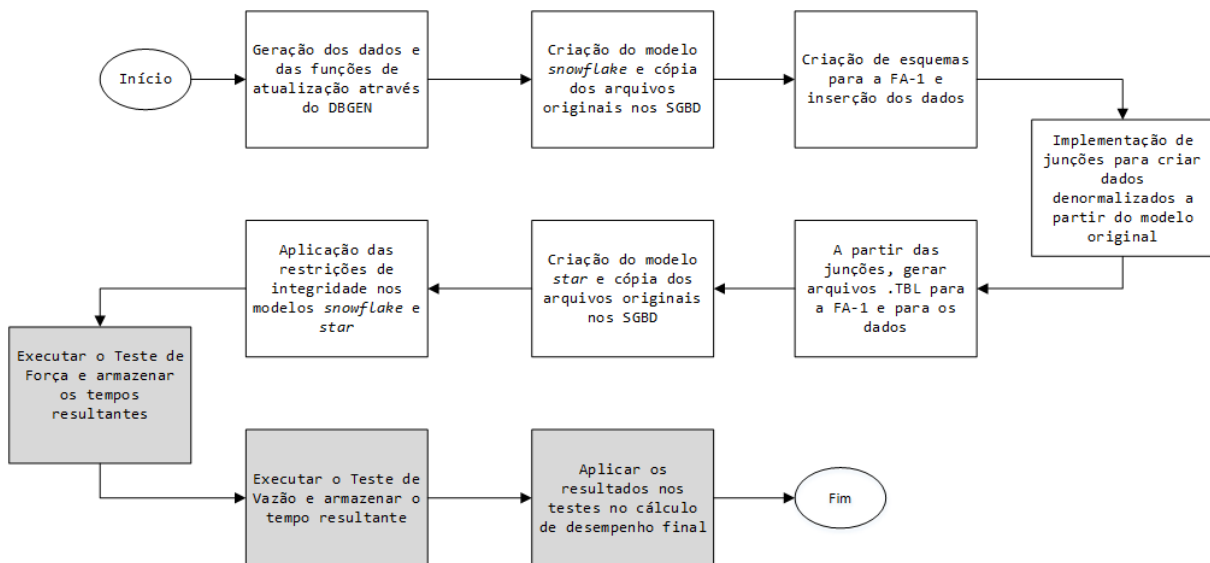 Início
Geração dos dados e
das funções de
atualização através
do DBGEN
Criação do modelo
snowflake e cópia
dos arquivos
originais nos SGBD
Criação de esquemas
para a FA-1 e
inserção dos dados
Implementação de
junções para criar
dados
denormalizados a
partir do modelo
original
A partir das
junções, gerar
arquivos .TBL para
a FA-1 e para os
dados
Criação do modelo
star e cópia dos
arquivos originais
nos SGBD
Aplicação das
restrições de
integridade nos
modelos snowflake e
star
Executar o Teste de
Força e armazenar
os tempos
resultantes
Executar o Teste de
Vazão e armazenar o
tempo resultante
Aplicar os
resultados nos
testes no cálculo
de desempenho final
Fim